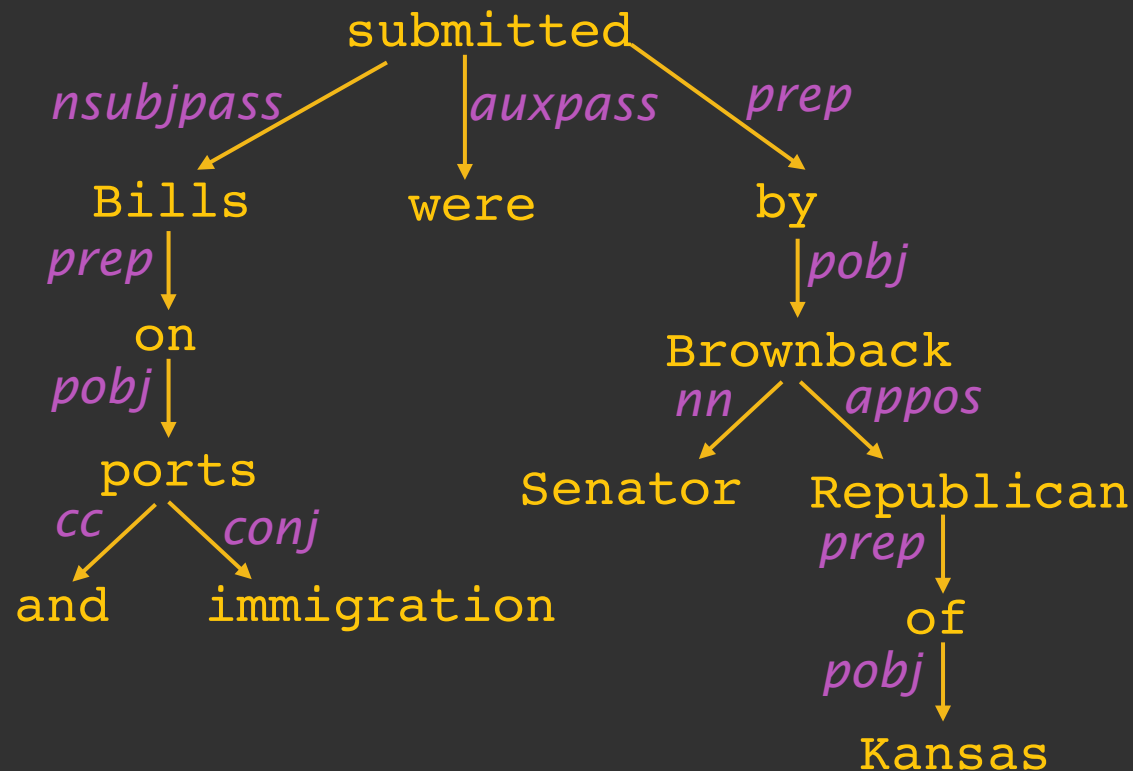 submitted
nsubjpass auxpass prep
Bills were by
prep pobj
on Brownback
pobj nn appos
ports Senator Republican
cc conj prep
and immigration of
pobj
Kansas